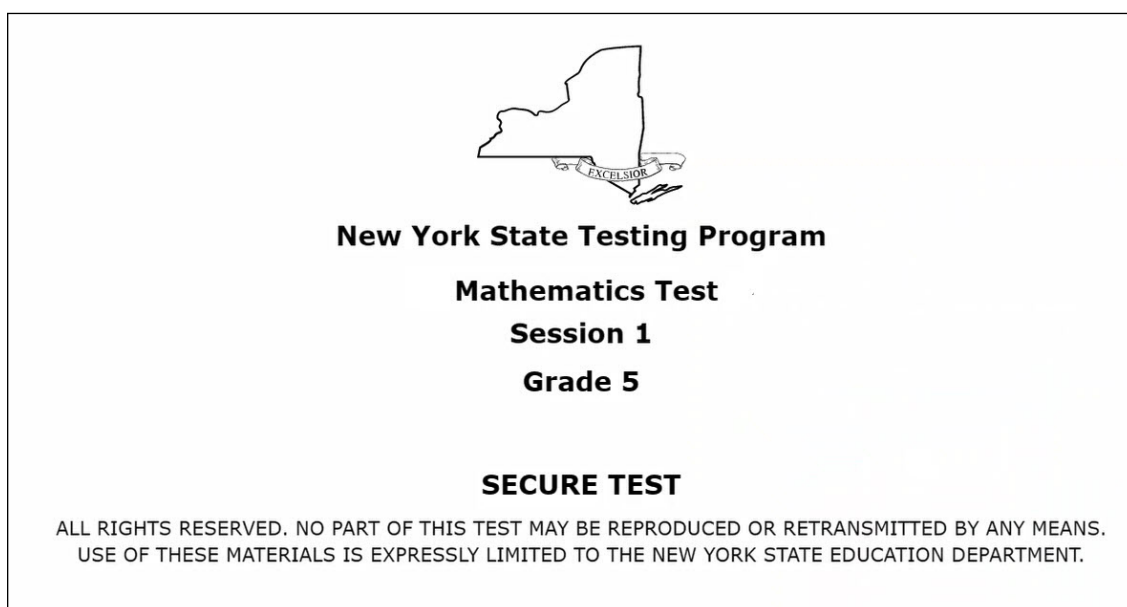 EXCELSIOR
New York State Testing Program
Mathematics Test
Session 1
Grade 5
SECURE TEST
ALL RIGHTS RESERVED. NO PART OF THIS TEST MAY BE REPRODUCED OR RETRANSMITTED BY ANY MEANS.
USE OF THESE MATERIALS IS EXPRESSLY LIMITED TO THE NEW YORK STATE EDUCATION DEPARTMENT.